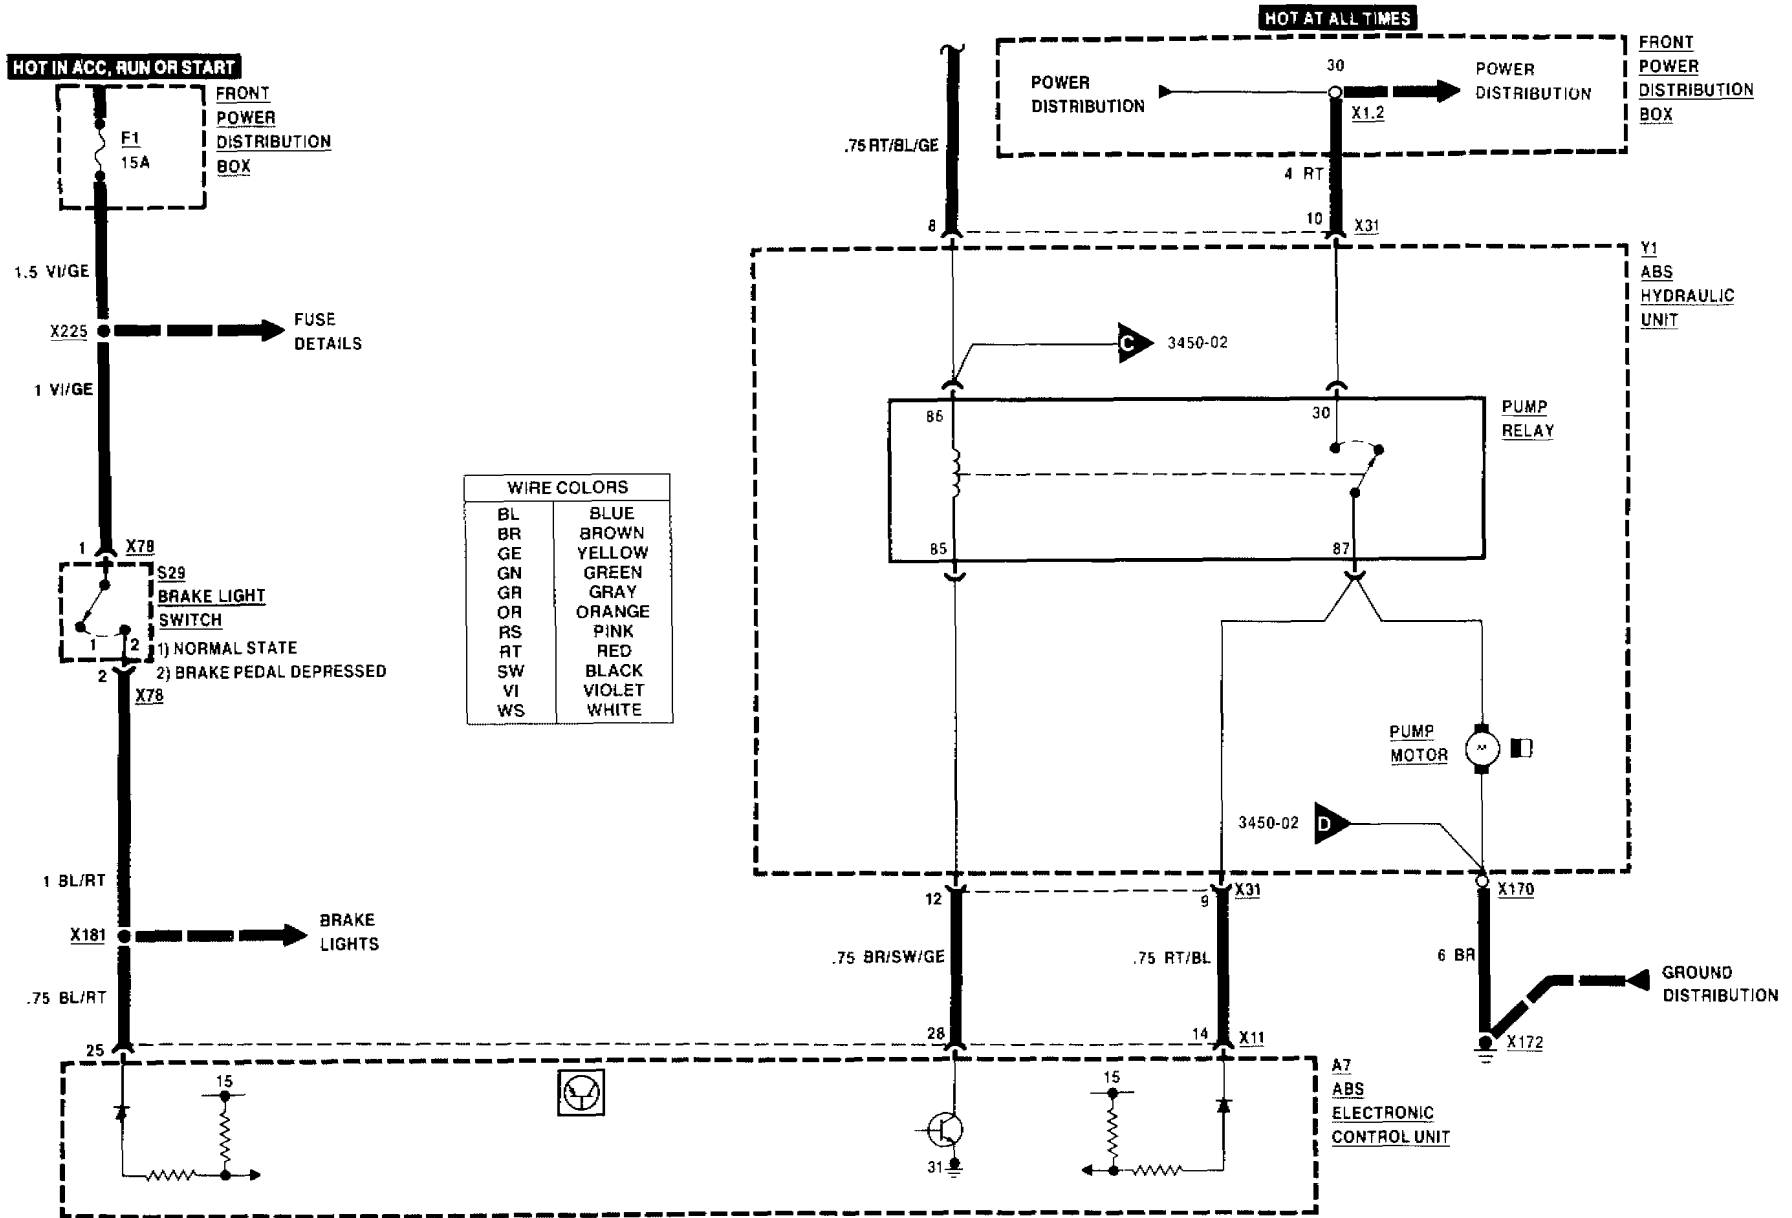 HOT AT ALL TIMES
HOT IN ACC, RUN OR START
FRONT
POWER
DISTRIBUTION
BOX
F1
15A
1.5 VI/GE
X225
FUSE
DETAILS
1 VI/GE
1
X78
S29
BRAKE LIGHT
SWITCH
1
2
1) NORMAL STATE
2) BRAKE PEDAL DEPRESSED
2
X78
1 BL/RT
X181
BRAKE
LIGHTS
.75 BL/RT
25
WIRE COLORS
BL BLUE
BR BROWN
GE YELLOW
GN GREEN
GR GRAY
OR ORANGE
RS PINK
RT RED
SW BLACK
VI VIOLET
WS WHITE
.75 RT/BL/GE
8
POWER
DISTRIBUTION
30
X1.2
POWER
DISTRIBUTION
FRONT
POWER
DISTRIBUTION
BOX
4 RT
10
X31
Y1
ABS
HYDRAULIC
UNIT
C
3450-02
86
30
PUMP
RELAY
85
87
PUMP
MOTOR
M
3450-02
D
12
9
X31
X170
.75 BR/SW/GE
.75 RT/BL
6 BR
GROUND
DISTRIBUTION
28
14
X11
X172
A7
ABS
ELECTRONIC
CONTROL UNIT
15
31
15